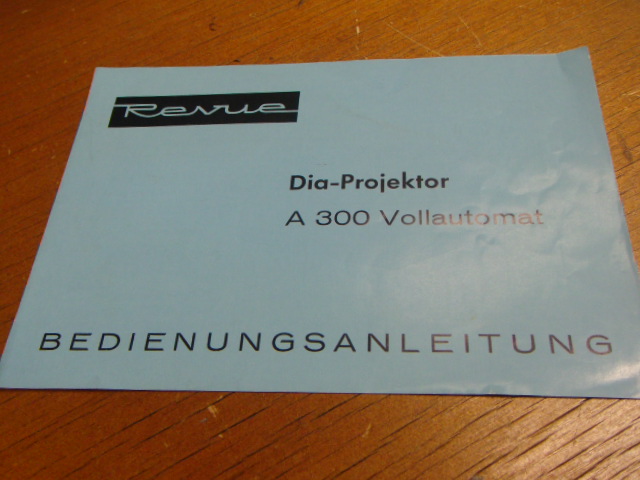 Revue
Dia-Projektor
A 300 Vollautomat
BEDIENUNGSANLEITUNG